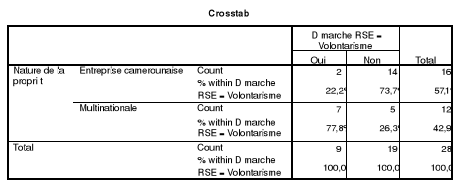 Crosstab
D marche RSE =
Volontarisme
Oui Non Total
Nature de 'a Entreprise camerounaise Count 2 14 16
propri t % within D marche
RSE = Volontarisme 22,2 73,7 57,1
Multinationale Count 7 5 12
% within D marche
RSE = Volontarisme 77,8 26,3 42,9
Total Count 9 19 28
% within D marche
RSE = Volontarisme 100,0 100,0 100,0